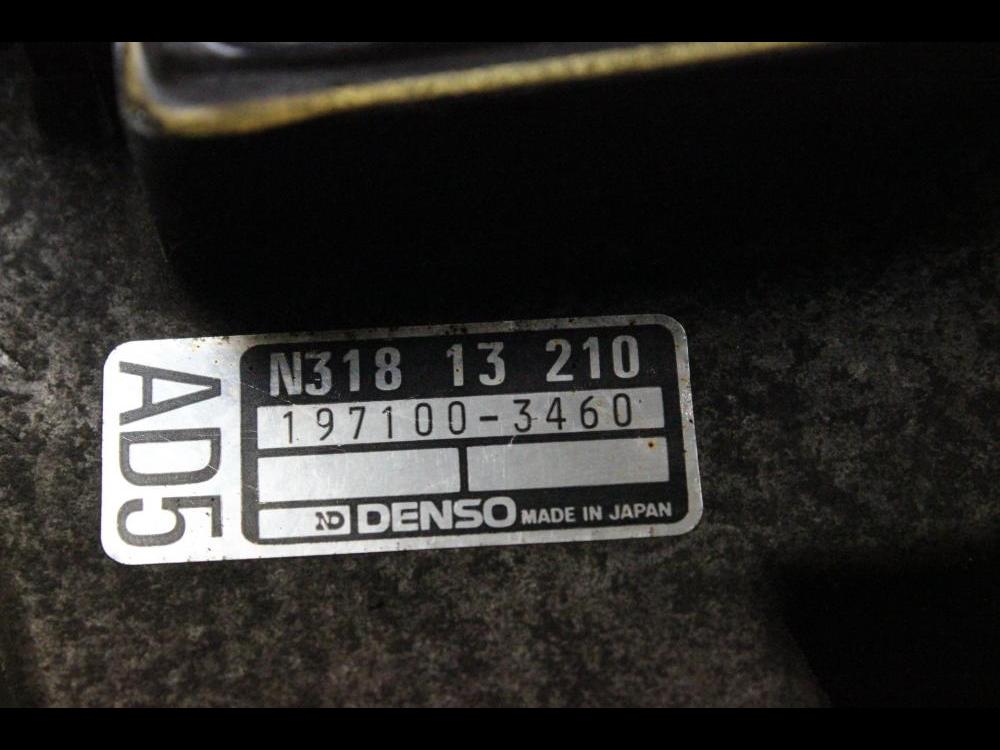 AD5
N318 13 210
197100-3460
ND DENSO MADE IN JAPAN